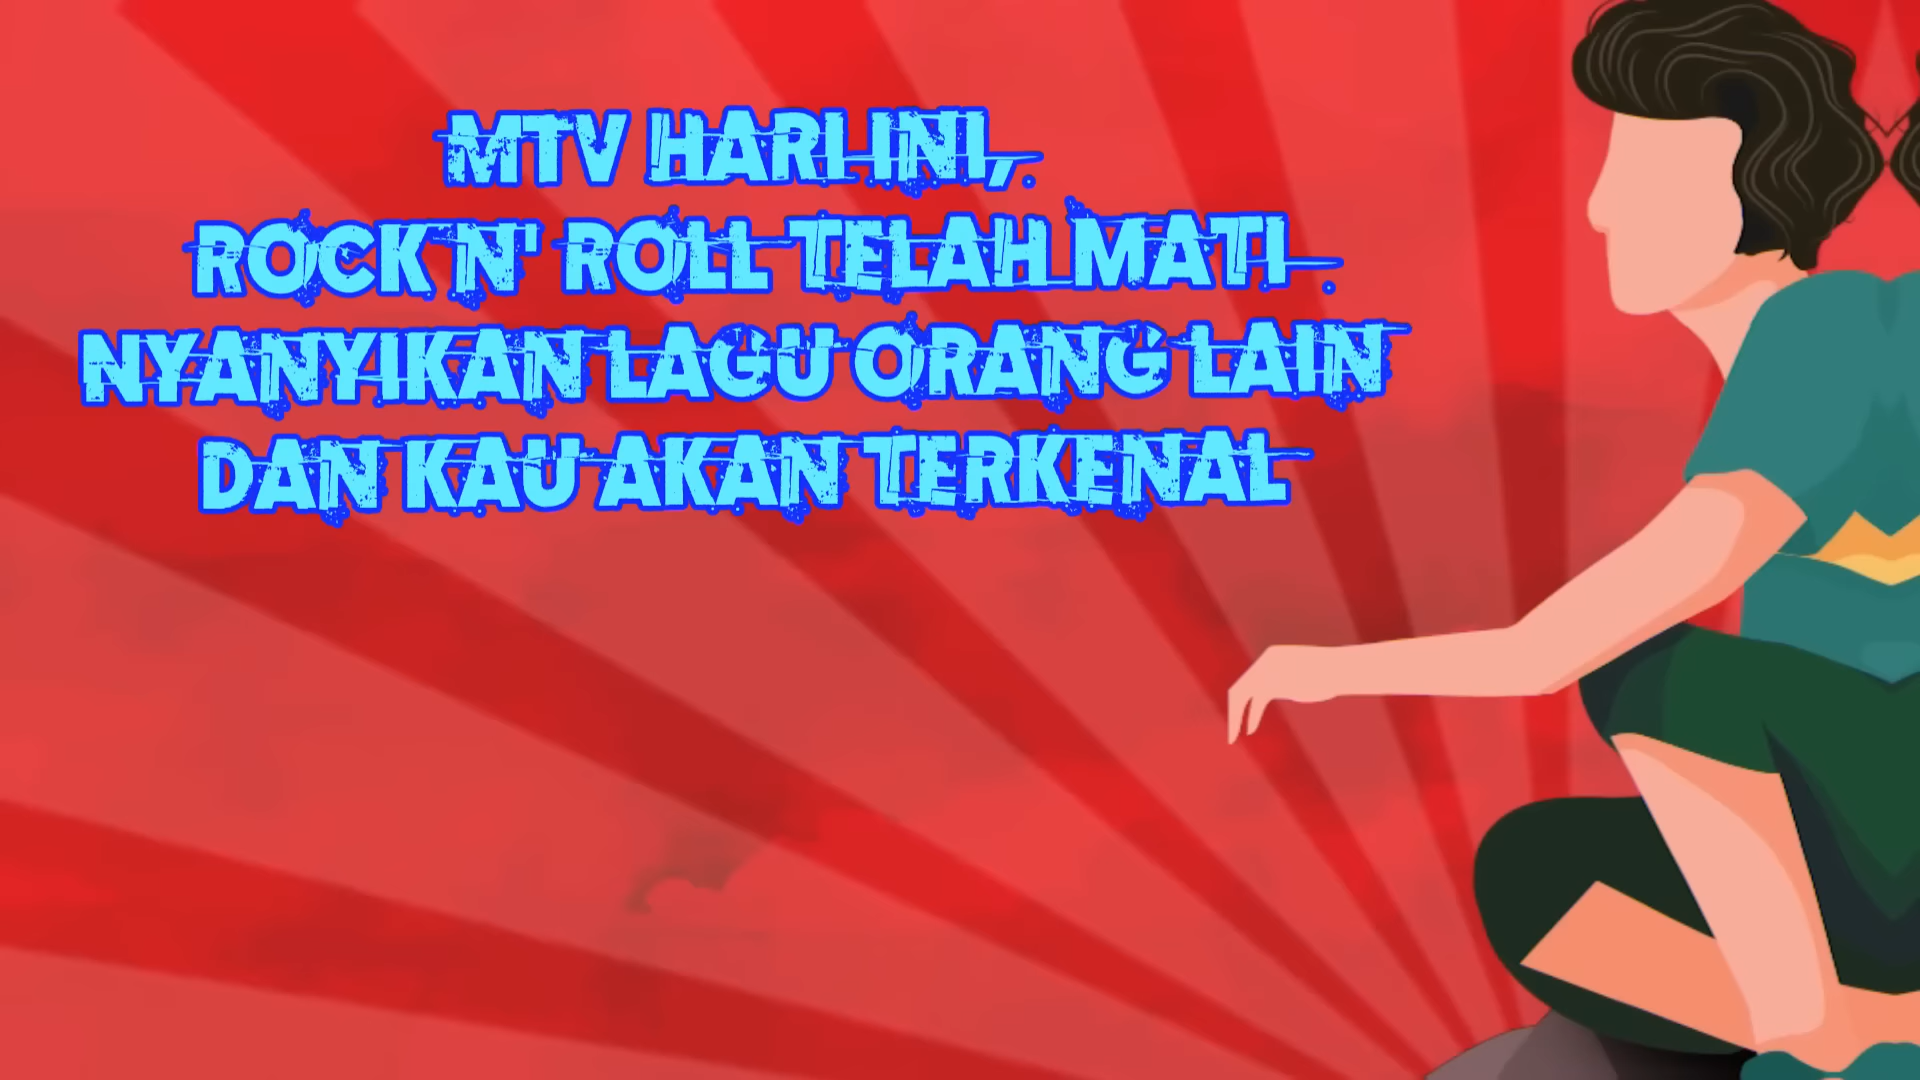 MTV HARI INI,
ROCK N' ROLL TELAH MATI
NYANYIKAN LAGU ORANG LAIN
DAN KAU AKAN TERKENAL